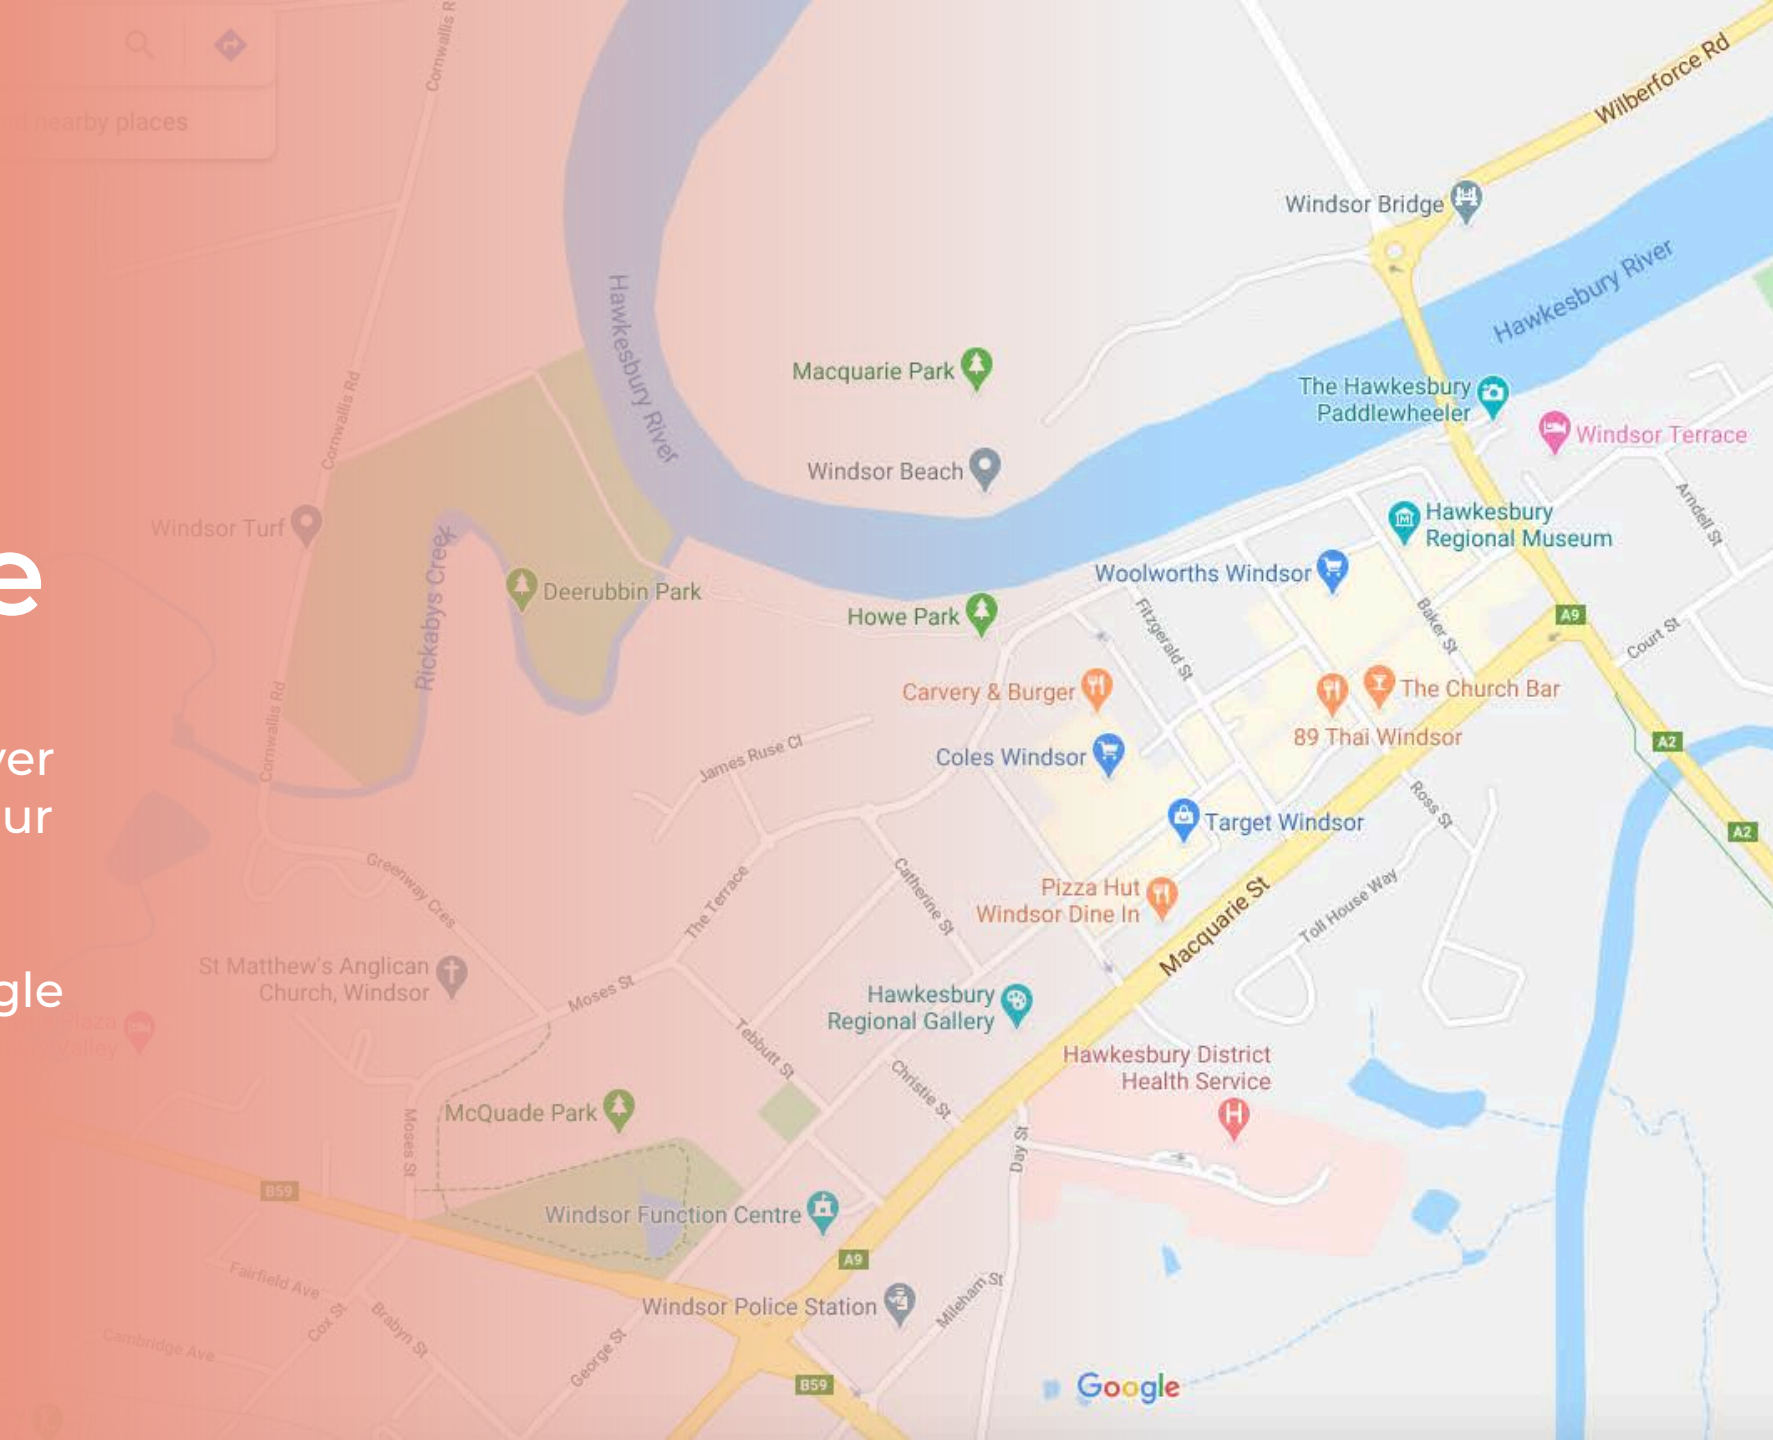 Cornwallis R
nearby places
Wilberforce Rd
Windsor Bridge
Hawkesbury River
Hawkesbury River
Macquarie Park
The Hawkesbury
Paddlewheeler
Windsor Terrace
Cornwallis Rd
Windsor Beach
Arndell St
Windsor Turf
Hawkesbury
Regional Museum
Rickabys Creek
Woolworths Windsor
e
Deerubbin Park
Howe Park
Fitzgerald St
Baker St
A9
Court St
Carvery & Burger
The Church Bar
89 Thai Windsor
Cornwallis Rd
James Ruse Cl
Coles Windsor
A2
ver
ur
Ross St
Target Windsor
A2
Greenway Cres
The Terrace
Catherine St
Pizza Hut
Windsor Dine In
Macquarie St
Toll House Way
St Matthew's Anglican
Church, Windsor
gle
Moses St
Hawkesbury
Regional Gallery
laza
Valley
Tebbutt St
Christie St
Hawkesbury District
Health Service
H
McQuade Park
Moses St
Day St
B59
Windsor Function Centre
A9
Fairfield Ave
Cox St
Brabyn St
Cambridge Ave
Windsor Police Station
Mileham St
George St
B59
Google